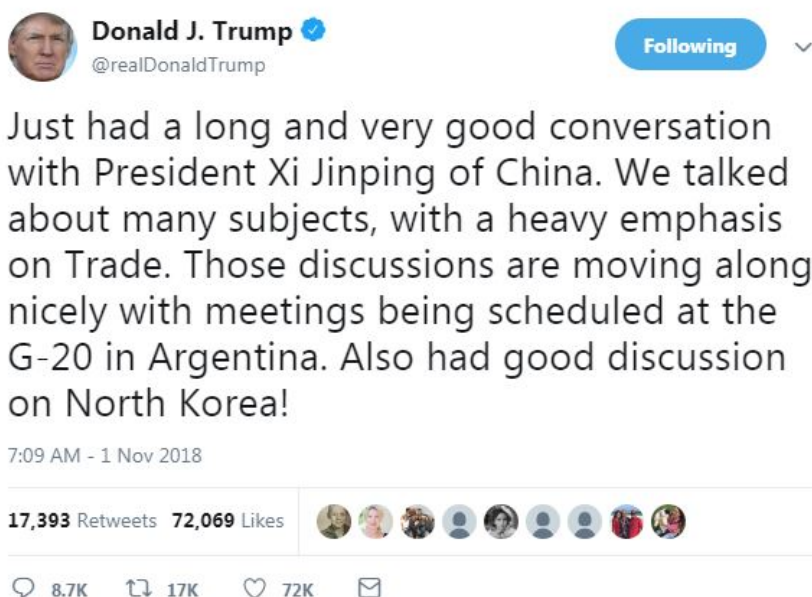 Donald J. Trump
Following
@realDonaldTrump
Just had a long and very good conversation
with President Xi Jinping of China. We talked
about many subjects, with a heavy emphasis
on Trade. Those discussions are moving along
nicely with meetings being scheduled at the
G-20 in Argentina. Also had good discussion
on North Korea!
7:09 AM - 1 Nov 2018
17,393 Retweets 72,069 Likes
8.7K 17K 72K